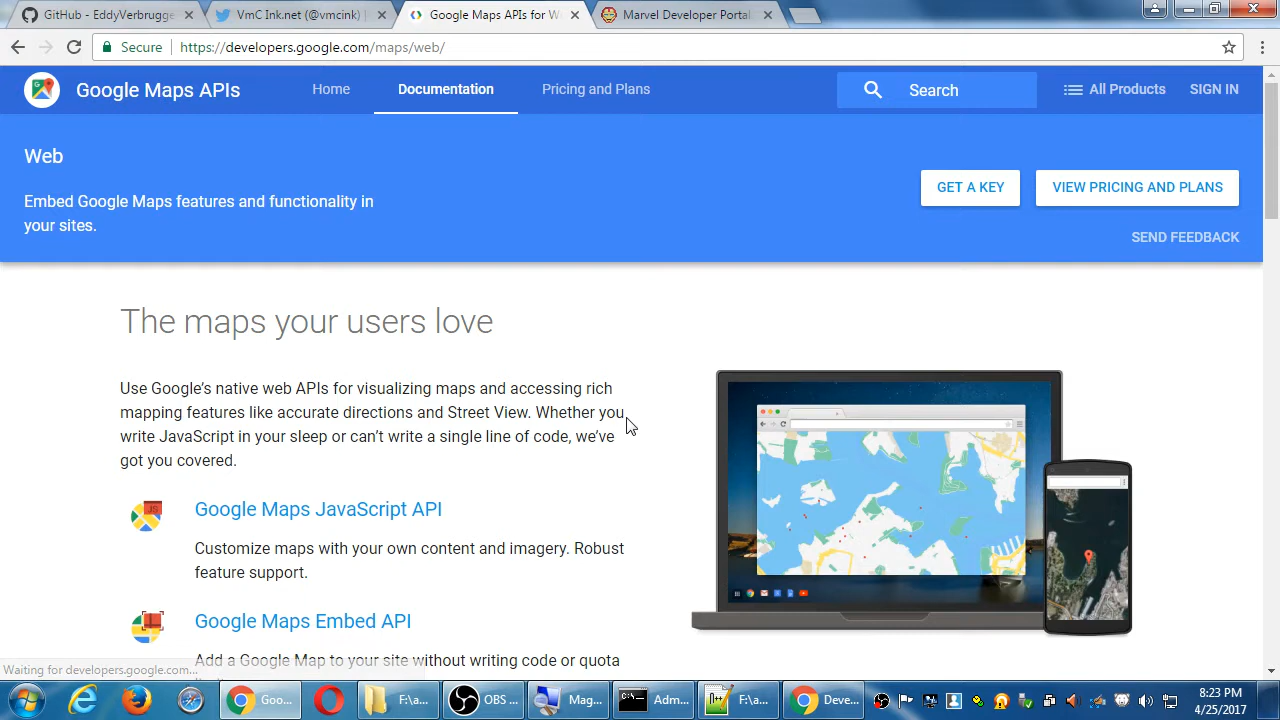 GitHub - EddyVerbrugge
VmC Ink.net (@vmcink) |
Google Maps APIs for W
Marvel Developer Portal
Secure
https://developers.google.com/maps/web/
Google Maps APIs
Home
Documentation
Pricing and Plans
Search
All Products
SIGN IN
Web
Embed Google Maps features and functionality in
your sites.
GET A KEY
VIEW PRICING AND PLANS
SEND FEEDBACK
The maps your users love
Use Google's native web APIs for visualizing maps and accessing rich
mapping features like accurate directions and Street View. Whether you
write JavaScript in your sleep or can't write a single line of code, we've
got you covered.
JS
Google Maps JavaScript API
Customize maps with your own content and imagery. Robust
feature support.
Google Maps Embed API
Add a Google Map to your site without writing code or quota
Waiting for developers.google.com...
Goo...
F:\a...
OBS ...
Mag...
Adm...
F:\a...
Deve...
8:23 PM
4/25/2017